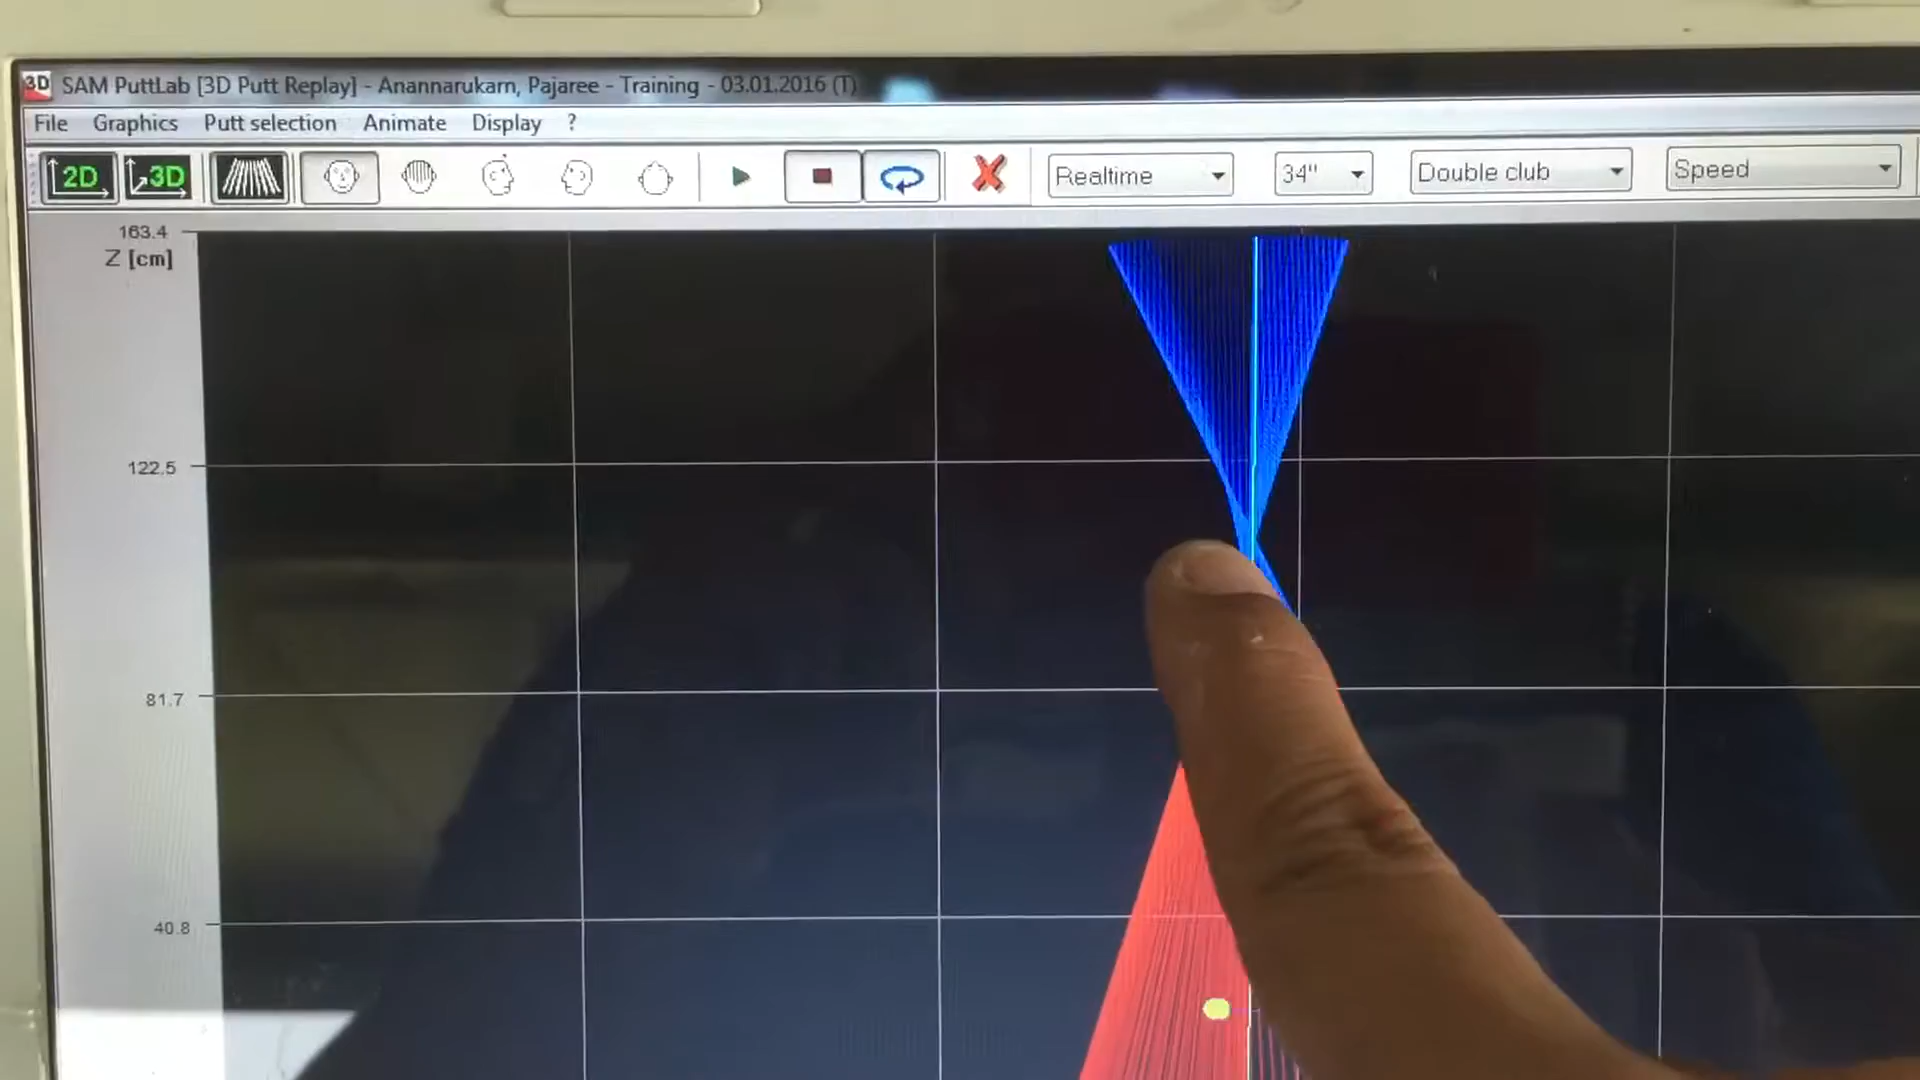 3D SAM PuttLab [3D Putt Replay] - Anannarukarn, Pajaree - Training - 03.01.2016 (T)
File Graphics Putt selection Animate Display ?
2D 3D Realtime 34" Double club Speed
163.4
Z [cm]
122.5
81.7
40.8